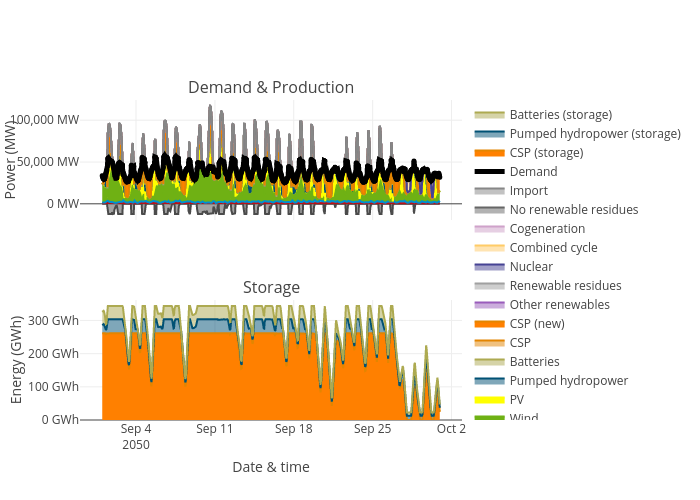 Demand & Production
100,000 MW
50,000 MW
0 MW
Power (MW)
Storage
300 GWh
200 GWh
100 GWh
0 GWh
Energy (GWh)
Sep 4
2050
Sep 11
Sep 18
Sep 25
Oct 2
Date & time
Batteries (storage)
Pumped hydropower (storage)
CSP (storage)
Demand
Import
No renewable residues
Cogeneration
Combined cycle
Nuclear
Renewable residues
Other renewables
CSP (new)
CSP
Batteries
Pumped hydropower
PV
Wind